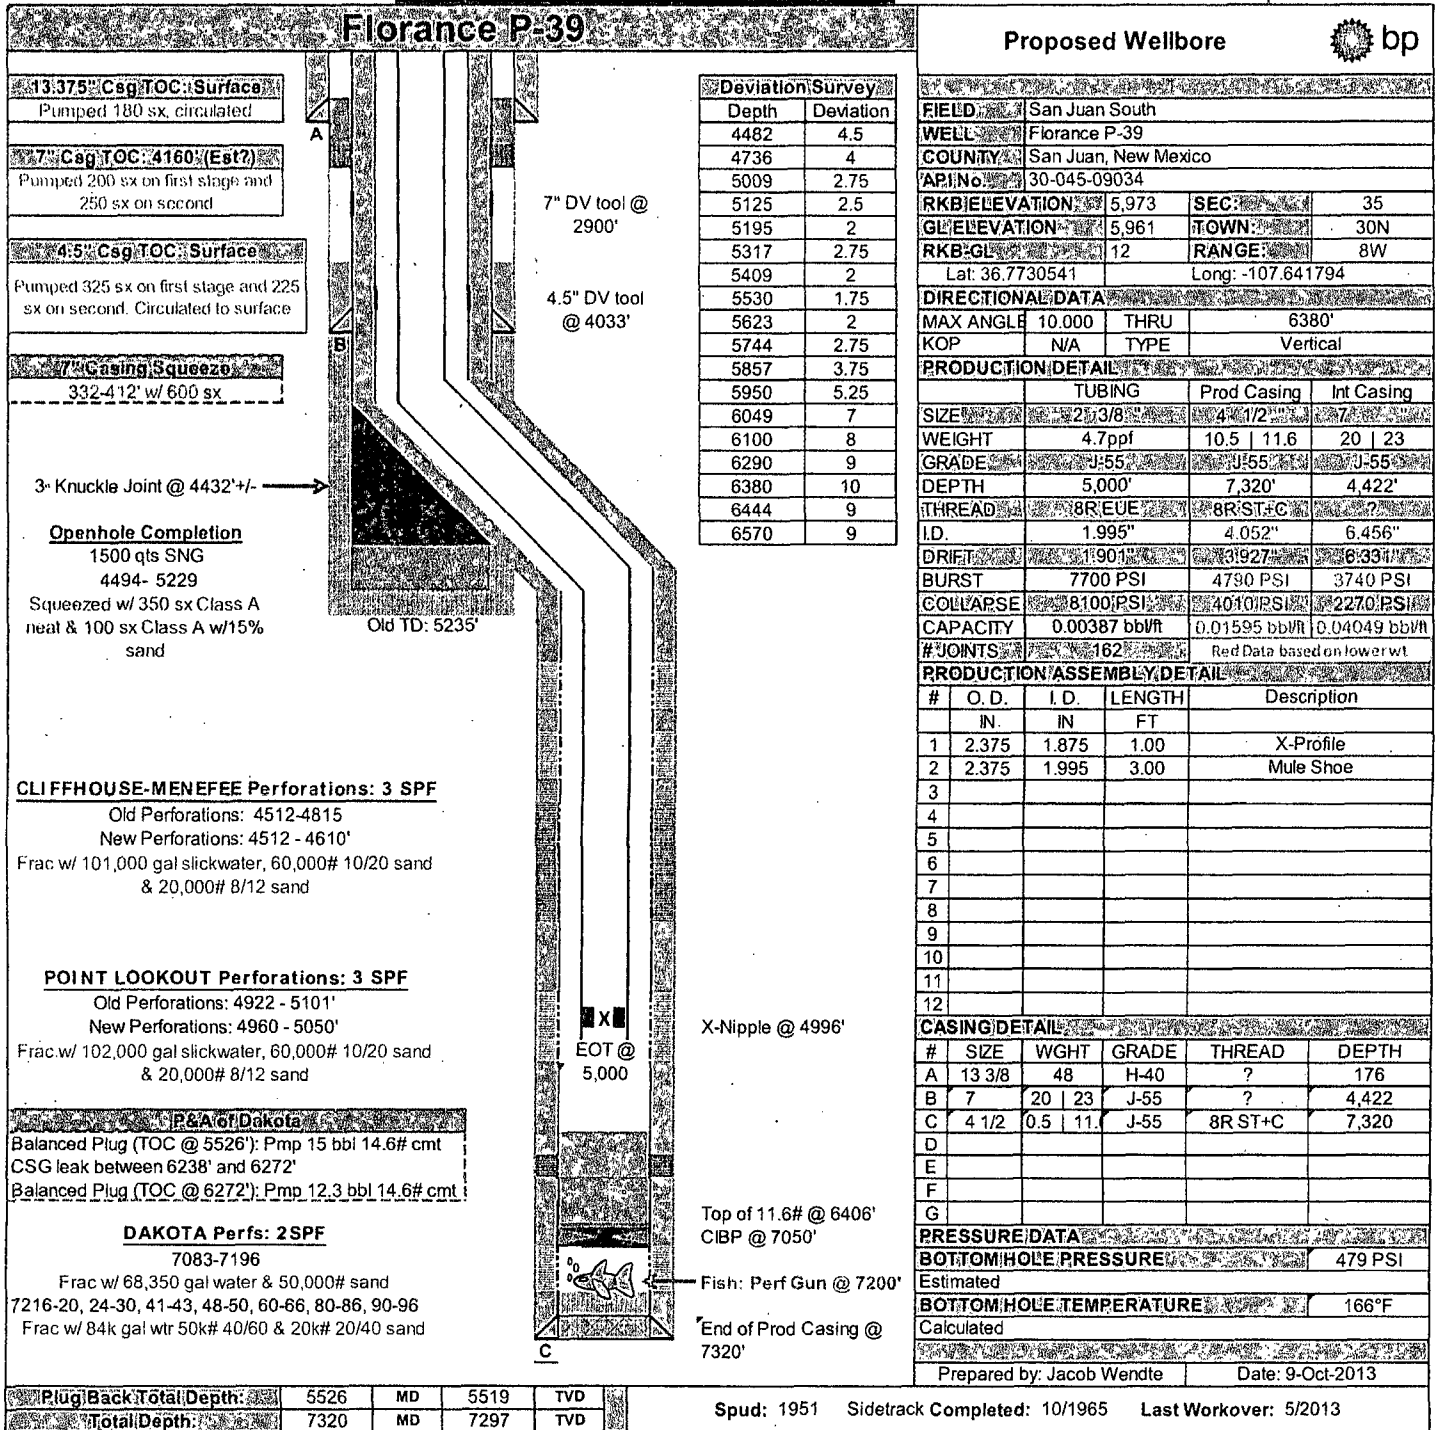 Florance P-39
Proposed Wellbore
bp
13.375" Csg TOC: Surface
Pumped 180 sx, circulated
7" Csg TOC: 4160' (Est?)
Pumped 200 sx on first stage and
250 sx on second
4.5" Csg TOC: Surface
Pumped 325 sx on first stage and 225
sx on second. Circulated to surface
7" Casing Squeeze
332-412' w/ 600 sx
3" Knuckle Joint @ 4432'+/-
Openhole Completion
1500 qts SNG
4494- 5229
Squeezed w/ 350 sx Class A
neat & 100 sx Class A w/15%
sand
CLIFFHOUSE-MENEFEE Perforations: 3 SPF
Old Perforations: 4512-4815
New Perforations: 4512 - 4610'
Frac w/ 101,000 gal slickwater, 60,000# 10/20 sand
& 20,000# 8/12 sand
POINT LOOKOUT Perforations: 3 SPF
Old Perforations: 4922 - 5101'
New Perforations: 4960 - 5050'
Frac w/ 102,000 gal slickwater, 60,000# 10/20 sand
& 20,000# 8/12 sand
P&A of Dakota
Balanced Plug (TOC @ 5526'): Pmp 15 bbl 14.6# cmt
CSG leak between 6238' and 6272'
Balanced Plug (TOC @ 6272'): Pmp 12.3 bbl 14.6# cmt
DAKOTA Perfs: 2SPF
7083-7196
Frac w/ 68,350 gal water & 50,000# sand
7216-20, 24-30, 41-43, 48-50, 60-66, 80-86, 90-96
Frac w/ 84k gal wtr 50k# 40/60 & 20k# 20/40 sand
A
B
7" DV tool @
2900'
4.5" DV tool
@ 4033'
Old TD: 5235'
X
EOT @
5,000
X-Nipple @ 4996'
Top of 11.6# @ 6406'
CIBP @ 7050'
Fish: Perf Gun @ 7200'
End of Prod Casing @
7320'
C
Deviation Survey
Depth Deviation
4482 4.5
4736 4
5009 2.75
5125 2.5
5195 2
5317 2.75
5409 2
5530 1.75
5623 2
5744 2.75
5857 3.75
5950 5.25
6049 7
6100 8
6290 9
6380 10
6444 9
6570 9
FIELD San Juan South
WELL Florance P-39
COUNTY San Juan, New Mexico
API No. 30-045-09034
RKB ELEVATION 5,973 SEC: 35
GL ELEVATION 5,961 TOWN: 30N
RKB-GL 12 RANGE: 8W
Lat: 36.7730541 Long: -107.641794
DIRECTIONAL DATA
MAX ANGLE 10.000 THRU 6380'
KOP N/A TYPE Vertical
PRODUCTION DETAIL
TUBING Prod Casing Int Casing
SIZE 2 3/8 " 4 1/2 " 7 "
WEIGHT 4.7ppf 10.5 | 11.6 20 | 23
GRADE J-55 J-55 J-55
DEPTH 5,000' 7,320' 4,422'
THREAD 8R EUE 8R ST+C ?
I.D. 1.995" 4.052" 6.456"
DRIFT 1.901" 3.927" 6.331"
BURST 7700 PSI 4790 PSI 3740 PSI
COLLAPSE 8100 PSI 4010 PSI 2270 PSI
CAPACITY 0.00387 bbl/ft 0.01595 bbl/ft 0.04049 bbl/ft
# JOINTS 162 Red Data based on lower wt
PRODUCTION ASSEMBLY DETAIL
# O. D. I. D. LENGTH Description
IN. IN FT
1 2.375 1.875 1.00 X-Profile
2 2.375 1.995 3.00 Mule Shoe
3
4
5
6
7
8
9
10
11
12
CASING DETAIL
# SIZE WGHT GRADE THREAD DEPTH
A 13 3/8 48 H-40 ? 176
B 7 20 | 23 J-55 ? 4,422
C 4 1/2 0.5 | 11. J-55 8R ST+C 7,320
D
E
F
G
PRESSURE DATA
BOTTOM HOLE PRESSURE 479 PSI
Estimated
BOTTOM HOLE TEMPERATURE 166°F
Calculated
Prepared by: Jacob Wendte Date: 9-Oct-2013
Plug Back Total Depth: 5526 MD 5519 TVD
Total Depth: 7320 MD 7297 TVD
Spud: 1951 Sidetrack Completed: 10/1965 Last Workover: 5/2013